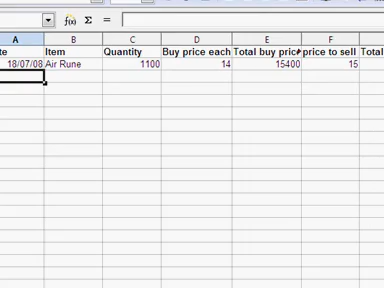 f(x) Σ =
A B C D E F
te Item Quantity Buy price each Total buy price price to sell Total
18/07/08 Air Rune 1100 14 15400 15